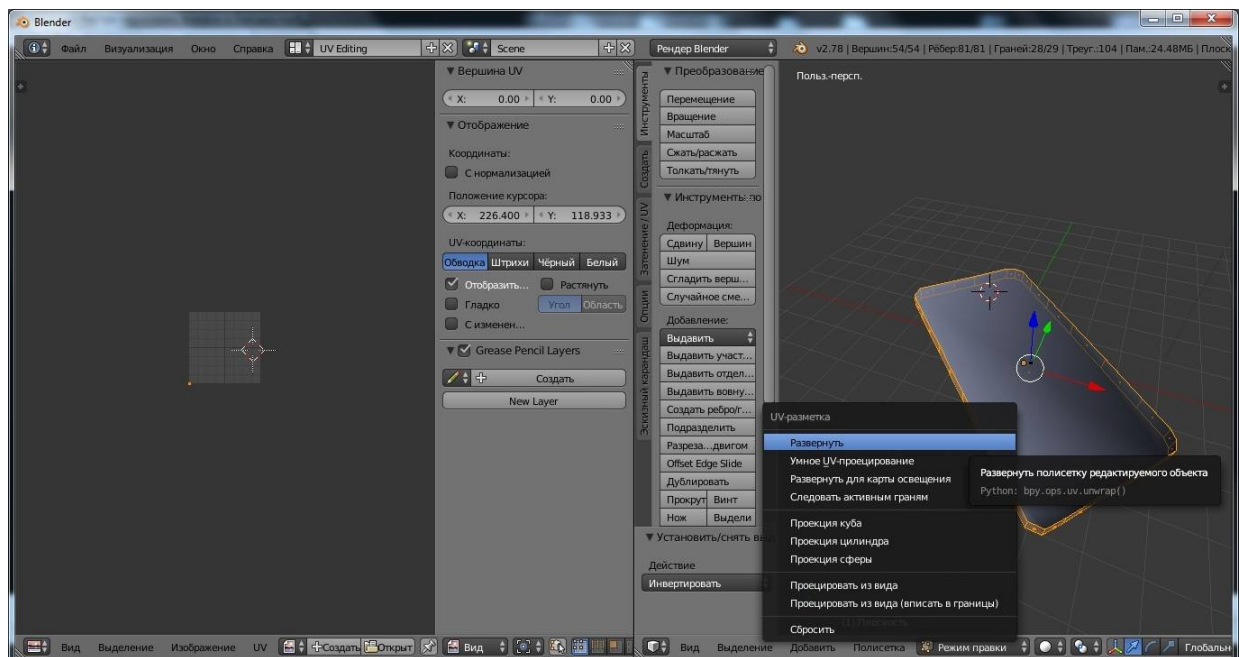 Blender
Файл Визуализация Окно Справка UV Editing Scene Рендер Blender v2.78 | Вершин:54/54 | Рёбер:81/81 | Граней:28/29 | Треуг.:104 | Пам.:24.48МБ | Плоск
Вершина UV
X: 0.00 Y: 0.00
Отображение
Координаты:
С нормализацией
Положение курсора:
X: 226.400 Y: 118.933
UV-координаты:
Обводка Штрихи Чёрный Белый
Отобразить... Растянуть
Гладко Угол Область
С изменен...
Grease Pencil Layers
Создать
New Layer
Инструменты
Создать
Затенение / UV
Опции
Эскизный карандаш
Преобразование
Перемещение
Вращение
Масштаб
Сжать/расжать
Толкать/тянуть
Инструменты по
Деформация:
Сдвину Вершин
Шум
Сгладить верш...
Случайное сме...
Добавление:
Выдавить
Выдавить участ...
Выдавить отдел...
Выдавить вовну...
Создать ребро/г...
Подразделить
Разреза...двигом
Offset Edge Slide
Дублировать
Прокрут Винт
Нож Выдели
Установить/снять вы
Действие
Инвертировать
Польз.-персп.
UV-разметка
Развернуть
Умное UV-проецирование
Развернуть для карты освещения
Следовать активным граням
Проекция куба
Проекция цилиндра
Проекция сферы
Проецировать из вида
Проецировать из вида (вписать в границы)
Сбросить
Развернуть полисетку редактируемого объекта
Python: bpy.ops.uv.unwrap()
(1) Плоскость
Вид Выделение Изображение UV Создать Открыт Вид Вид Выделение Добавить Полисетка Режим правки Глобальн